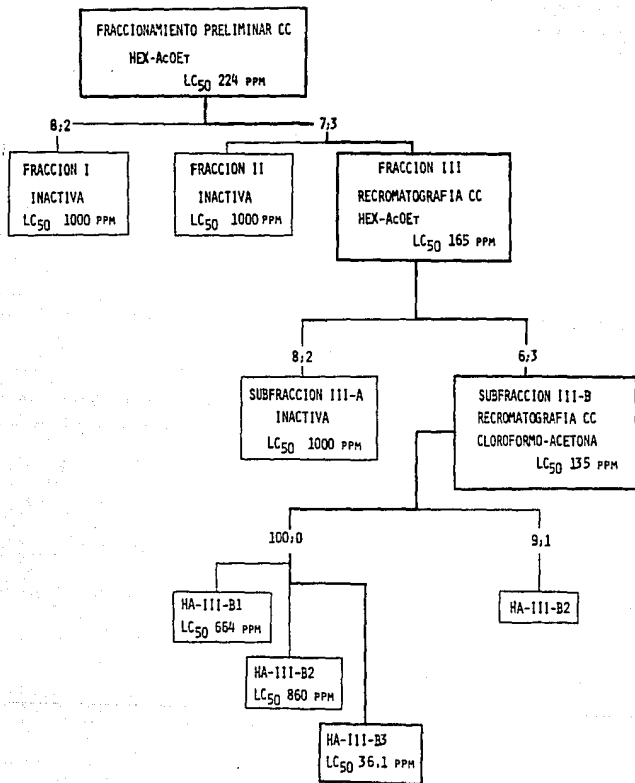 FRACCIONAMIENTO PRELIMINAR CC
HEX-AcOEt
LC50 224 PPM
8;2
7;3
FRACCION I
INACTIVA
LC50 1000 PPM
FRACCION II
INACTIVA
LC50 1000 PPM
FRACCION III
RECROMATOGRAFIA CC
HEX-AcOEt
LC50 165 PPM
8;2
6;3
SUBFRACCION III-A
INACTIVA
LC50 1000 PPM
SUBFRACCION III-B
RECROMATOGRAFIA CC
CLOROFORMO-ACETONA
LC50 135 PPM
100;0
9;1
HA-III-B1
LC50 664 PPM
HA-III-B2
HA-III-B2
LC50 860 PPM
HA-III-B3
LC50 36.1 PPM